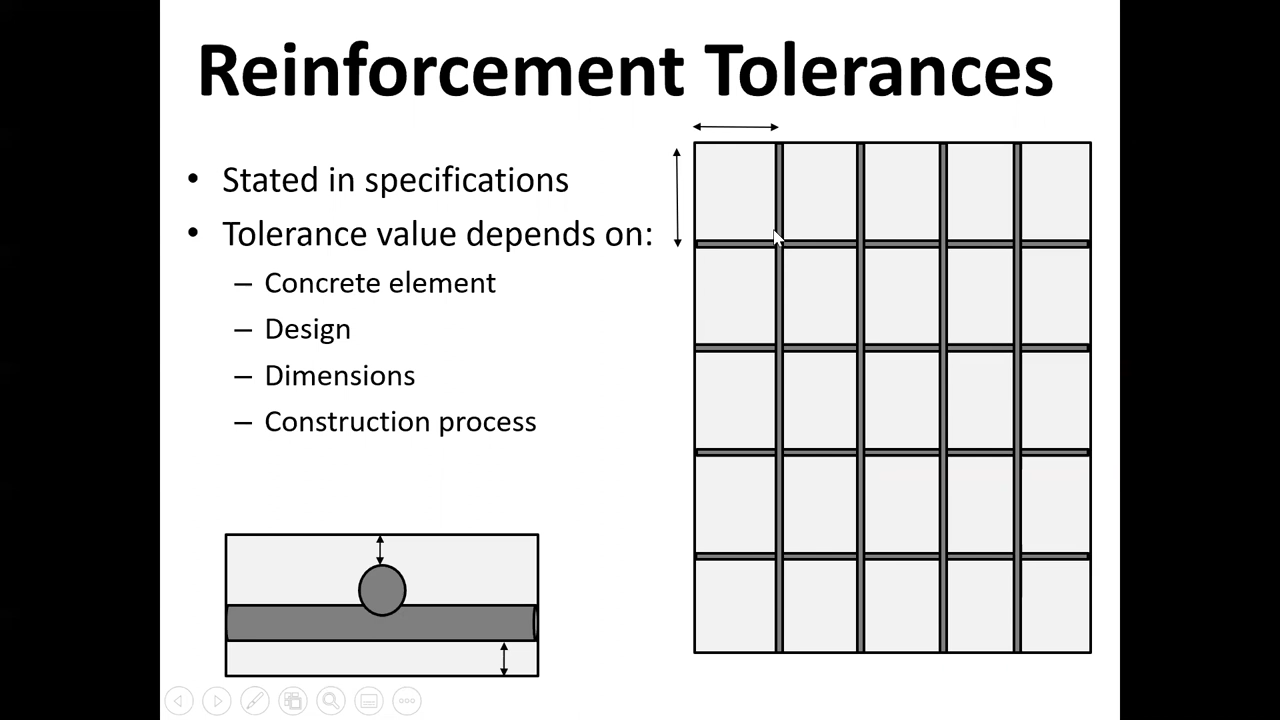 Reinforcement Tolerances
• Stated in specifications
• Tolerance value depends on:
– Concrete element
– Design
– Dimensions
– Construction process